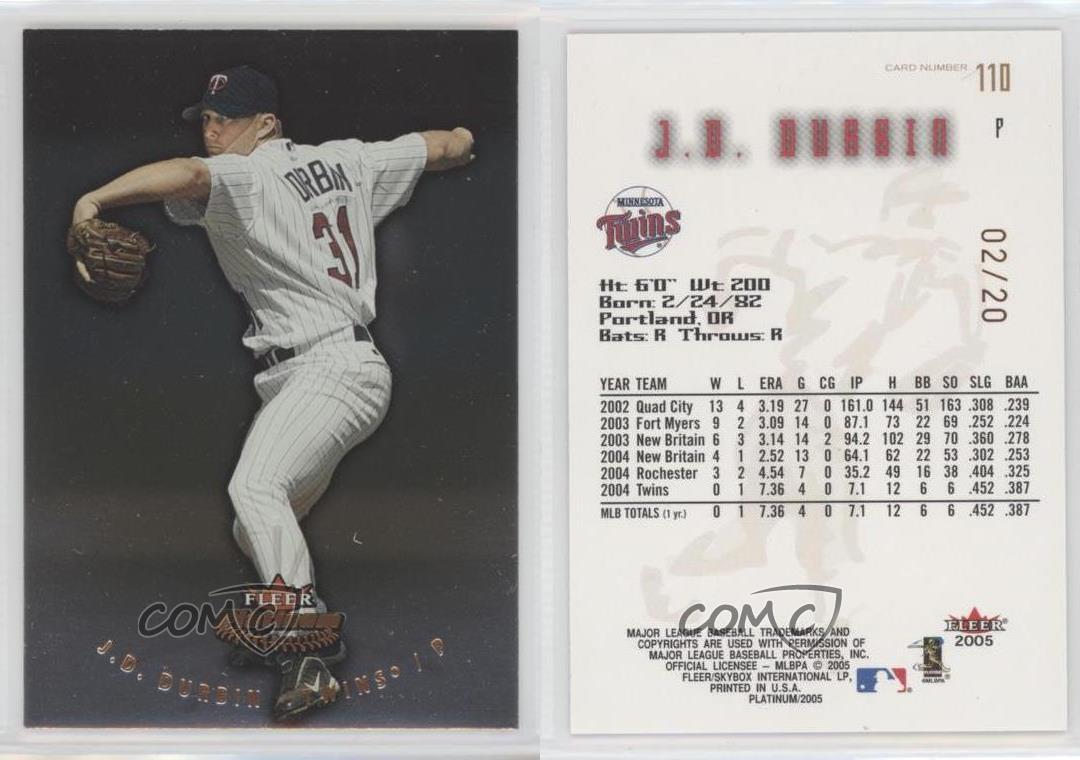 T
DRBIN
31
FLEER
COMC
J.D. DURBIN WINS • / P
CARD NUMBER 110
J.D. DURBIN
P
MINNESOTA
Twins
02/20
Ht: 6'0" Wt: 200
Born: 2/24/82
Portland, OR
Bats: R Throws: R
YEAR TEAM W L ERA G CG IP H BB SO SLG BAA
2002 Quad City 13 4 3.19 27 0 161.0 144 51 163 .308 .239
2003 Fort Myers 9 2 3.09 14 0 87.1 73 22 69 .252 .224
2003 New Britain 6 3 3.14 14 2 94.2 102 29 70 .360 .278
2004 New Britain 4 1 2.52 13 0 64.1 62 22 53 .302 .253
2004 Rochester 3 2 4.54 7 0 35.2 49 16 38 .404 .325
2004 Twins 0 1 7.36 4 0 7.1 12 6 6 .452 .387
MLB TOTALS (1 yr.) 0 1 7.36 4 0 7.1 12 6 6 .452 .387
COMC
MAJOR LEAGUE BASEBALL TRADEMARKS AND
COPYRIGHTS ARE USED WITH PERMISSION OF
MAJOR LEAGUE BASEBALL PROPERTIES, INC.
OFFICIAL LICENSEE – MLBPA © 2005
FLEER/SKYBOX INTERNATIONAL LP,
PRINTED IN U.S.A.
PLATINUM/2005
FLEER
2005
©MLBPA